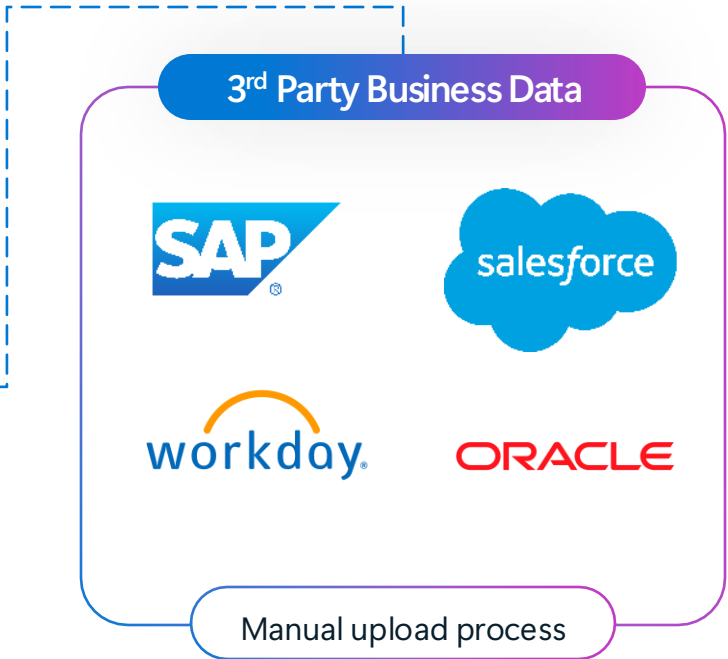 3rd Party Business Data
SAP ®
salesforce
workday.
ORACLE
Manual upload process